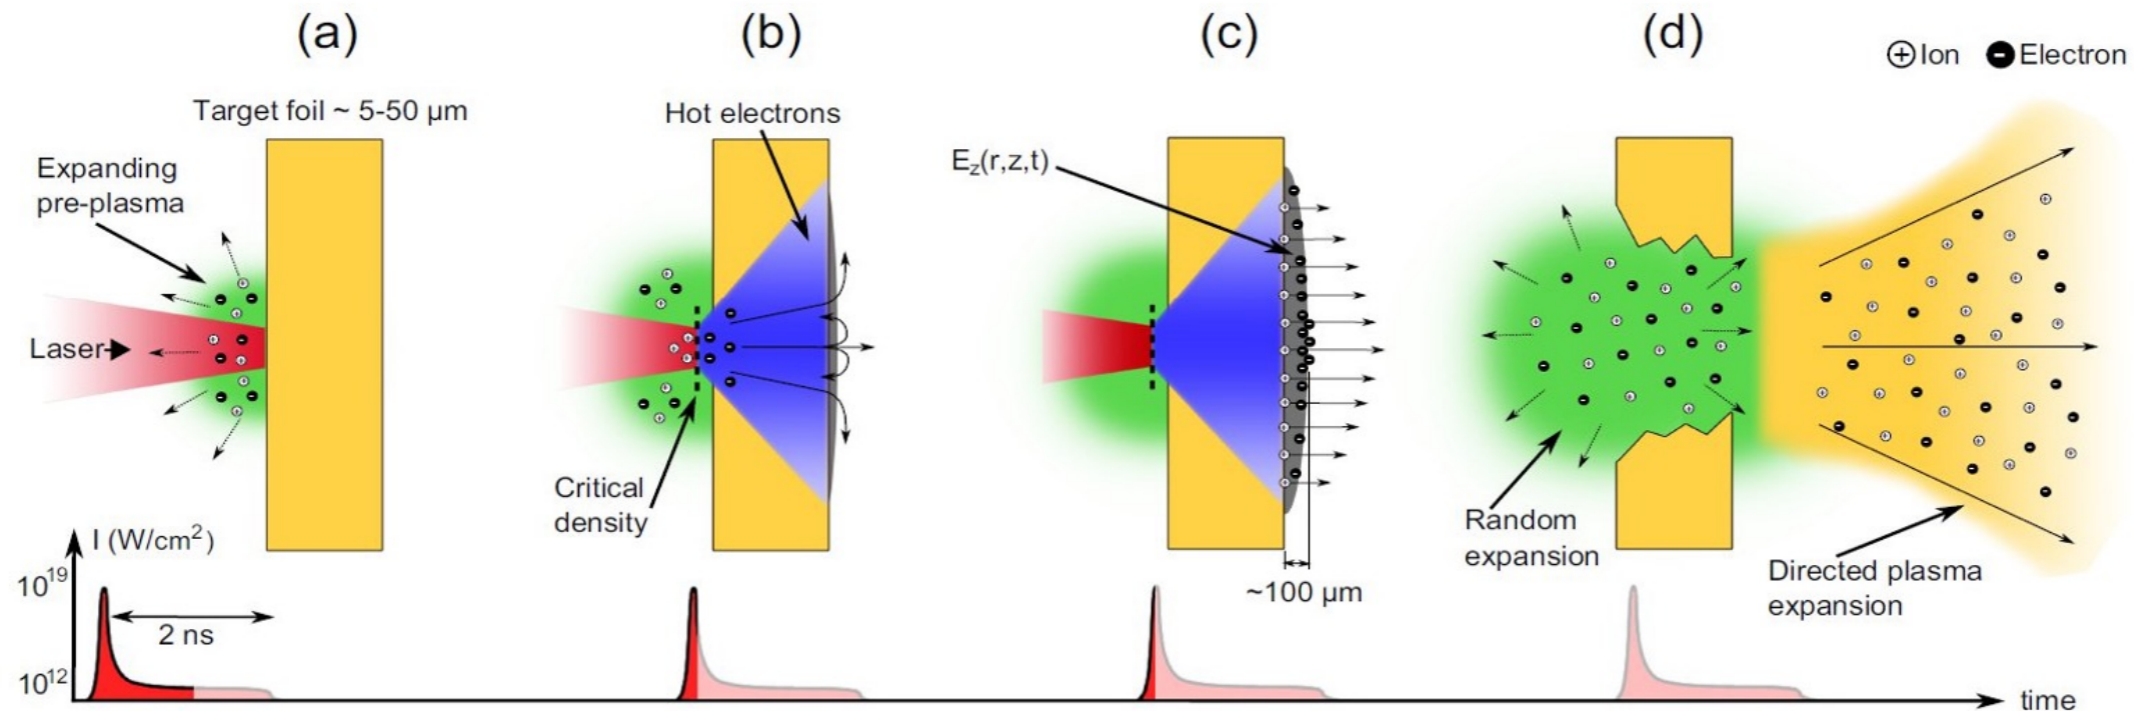 (a)
(b)
(c)
(d)
Ion
Electron
Target foil ~ 5-50 µm
Expanding
pre-plasma
Laser
Hot electrons
Critical
density
E_z(r,z,t)
~100 µm
Random
expansion
Directed plasma
expansion
I (W/cm²)
10¹⁹
10¹²
2 ns
time